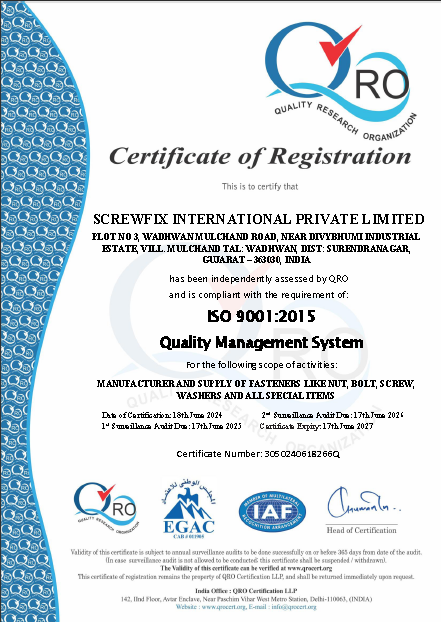 QRO
QUALITY RESEARCH ORGANIZATION
Certificate of Registration
This is to certify that
SCREWFIX INTERNATIONAL PRIVATE LIMITED
PLOT NO 3, WADHWAN MULCHAND ROAD, NEAR DIVYBHUMI INDUSTRIAL
ESTATE, VILL. MULCHAND TAL: WADHWAN, DIST: SURENDRANAGAR,
GUJARAT – 363030, INDIA
has been independently assessed by QRO
and is compliant with the requirement of:
ISO 9001:2015
Quality Management System
For the following scope of activities:
MANUFACTURER AND SUPPLY OF FASTENERS LIKE NUT, BOLT, SCREW,
WASHERS AND ALL SPECIAL ITEMS
Date of Certification: 18th June 2024 2nd Surveillance Audit Due: 17th June 2026
1st Surveillance Audit Due: 17th June 2025 Certificate Expiry: 17th June 2027
Certificate Number: 3050240618266Q
QRO
QUALITY RESEARCH ORGANIZATION
المجلس الوطني للاعتماد
EGAC
CAB # 011904
MEMBER OF MULTILATERAL
IAF
RECOGNITION ARRANGEMENT
Head of Certification
Validity of this certificate is subject to annual surveillance audits to be done successfully on or before 365 days from date of the audit.
(In case surveillance audit is not allowed to be conducted; this certificate shall be suspended / withdrawn).
The Validity of this certificate can be verified at www.qrocert.org
This certificate of registration remains the property of QRO Certification LLP, and shall be returned immediately upon request.
India Office : QRO Certification LLP
142, IInd Floor, Avtar Enclave, Near Paschim Vihar West Metro Station, Delhi-110063, (INDIA)
Website : www.qrocert.org, E-mail : info@qrocert.org